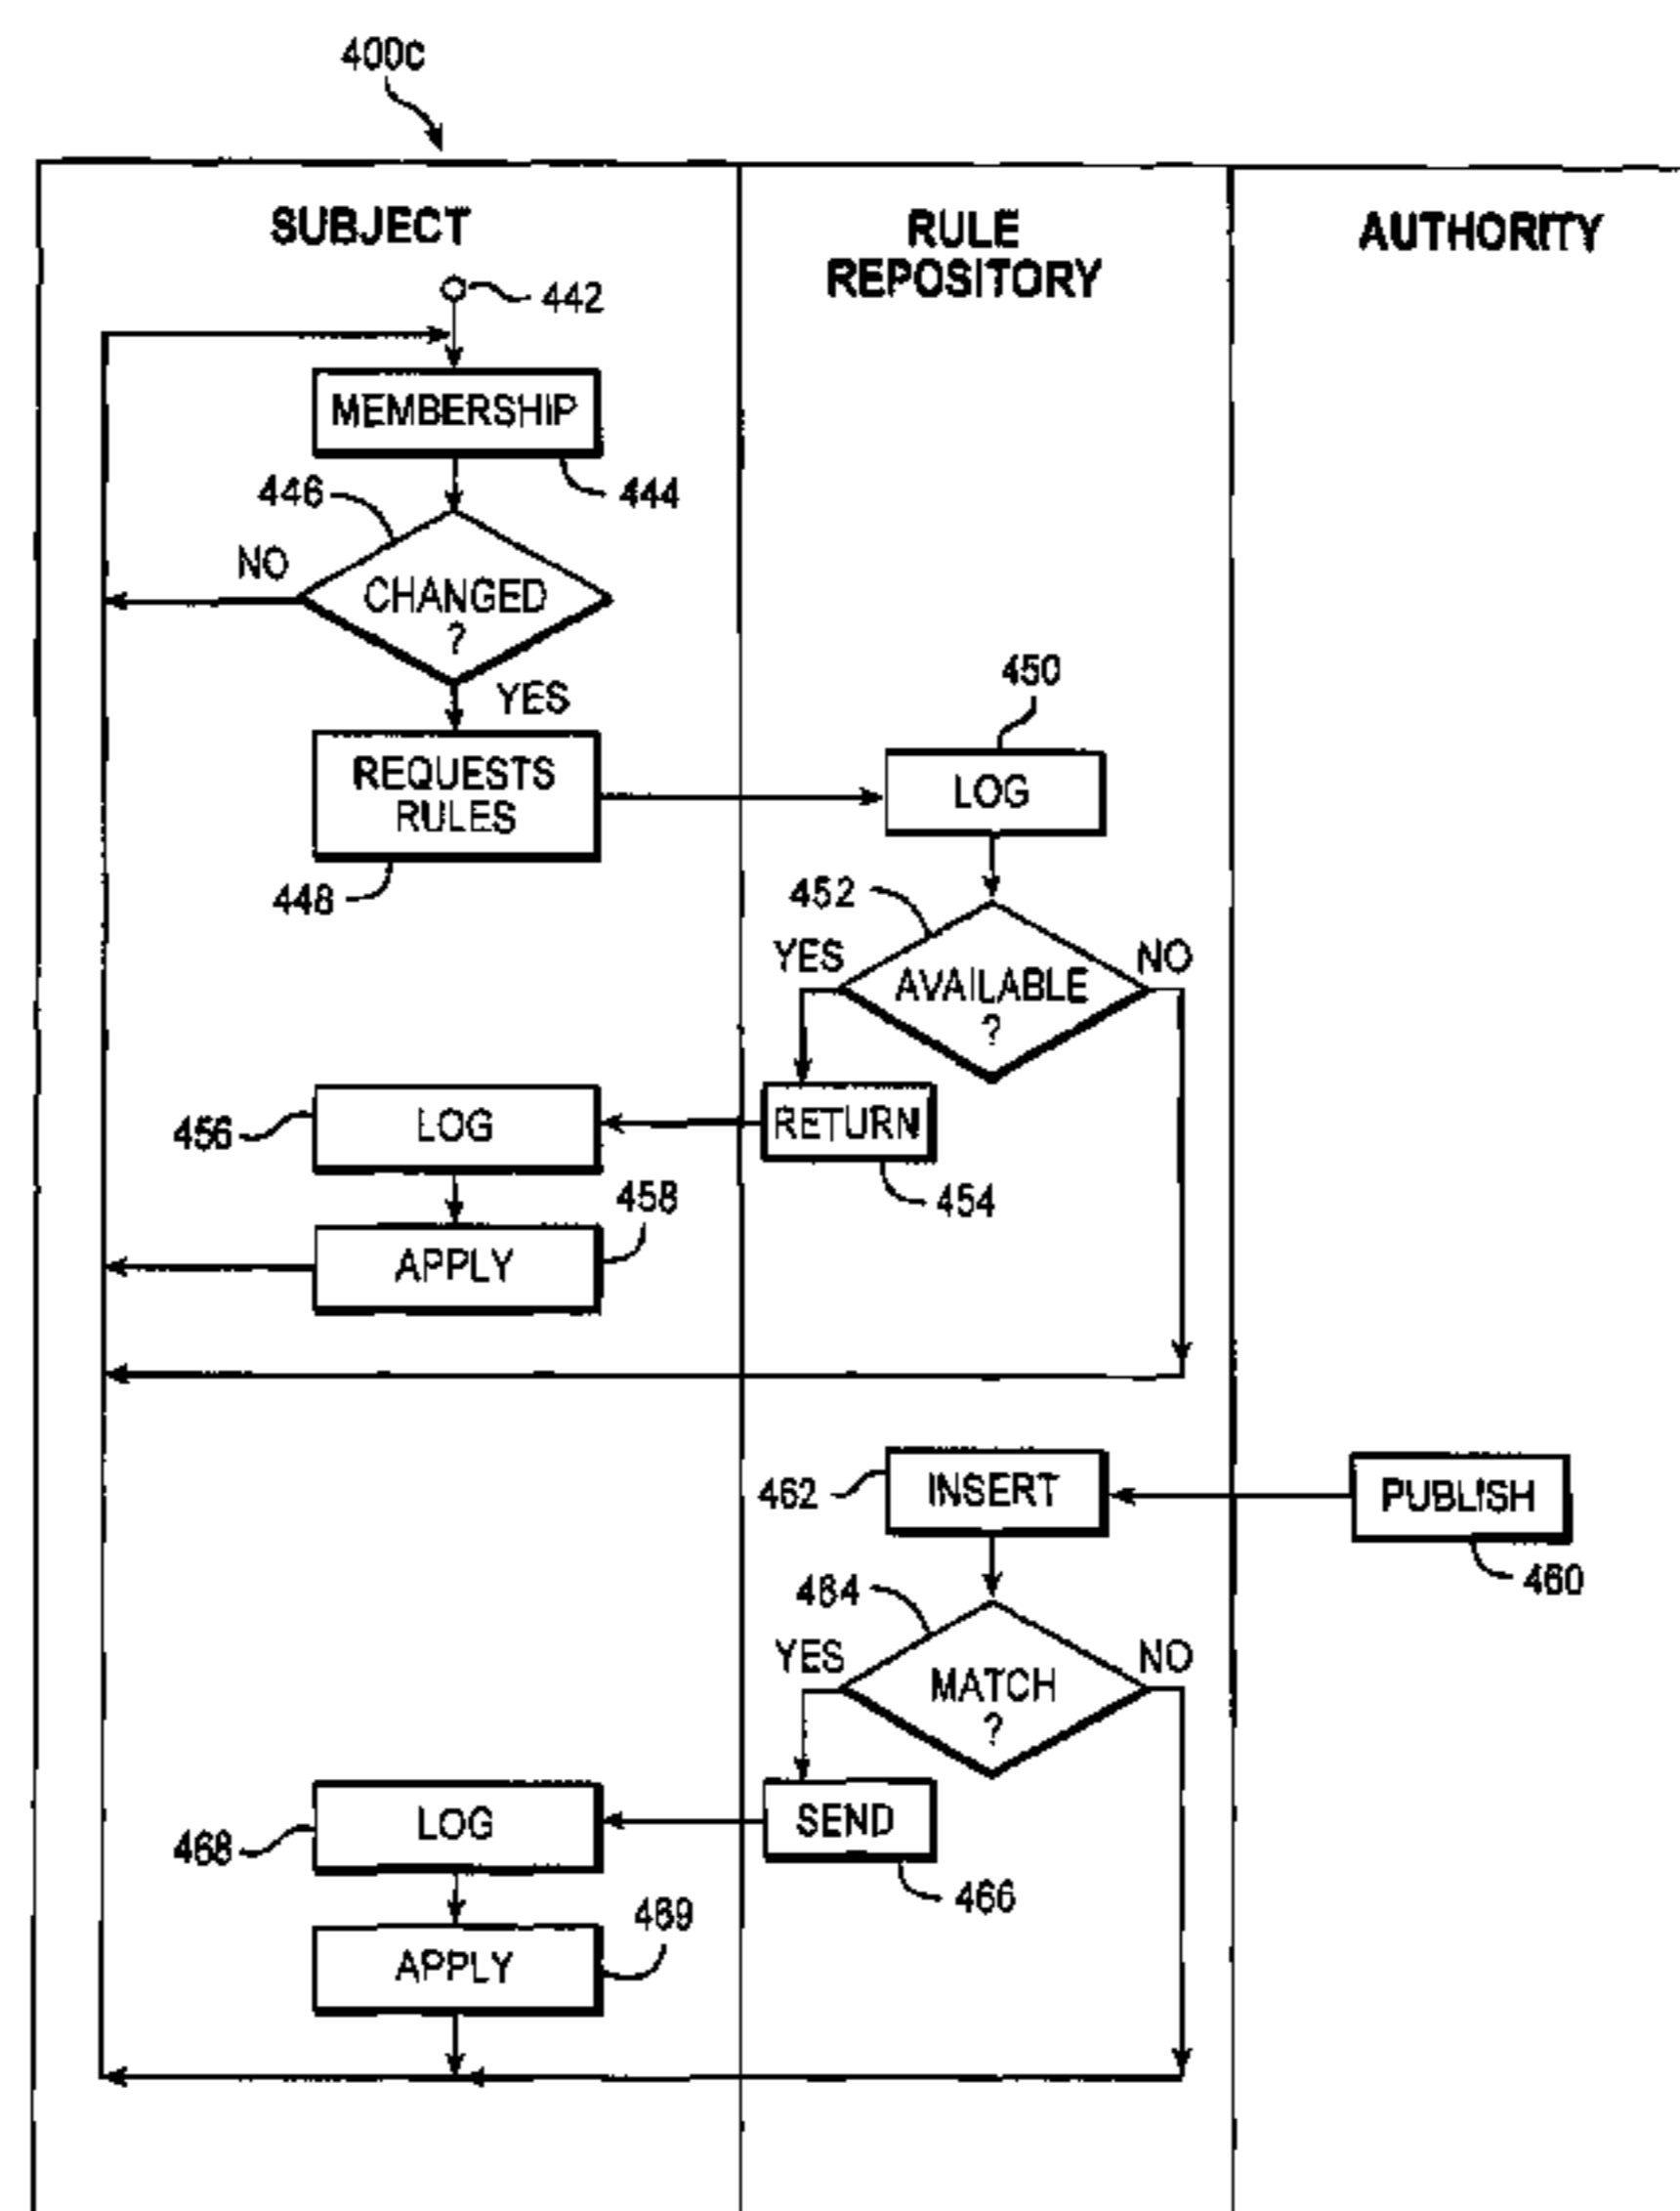 400c
SUBJECT
RULE
REPOSITORY
AUTHORITY
442
MEMBERSHIP
444
446
NO
CHANGED
?
YES
REQUESTS
RULES
448
450
LOG
452
YES
NO
AVAILABLE
?
RETURN
454
LOG
456
458
APPLY
462
INSERT
PUBLISH
460
464
YES
NO
MATCH
?
SEND
466
LOG
468
469
APPLY